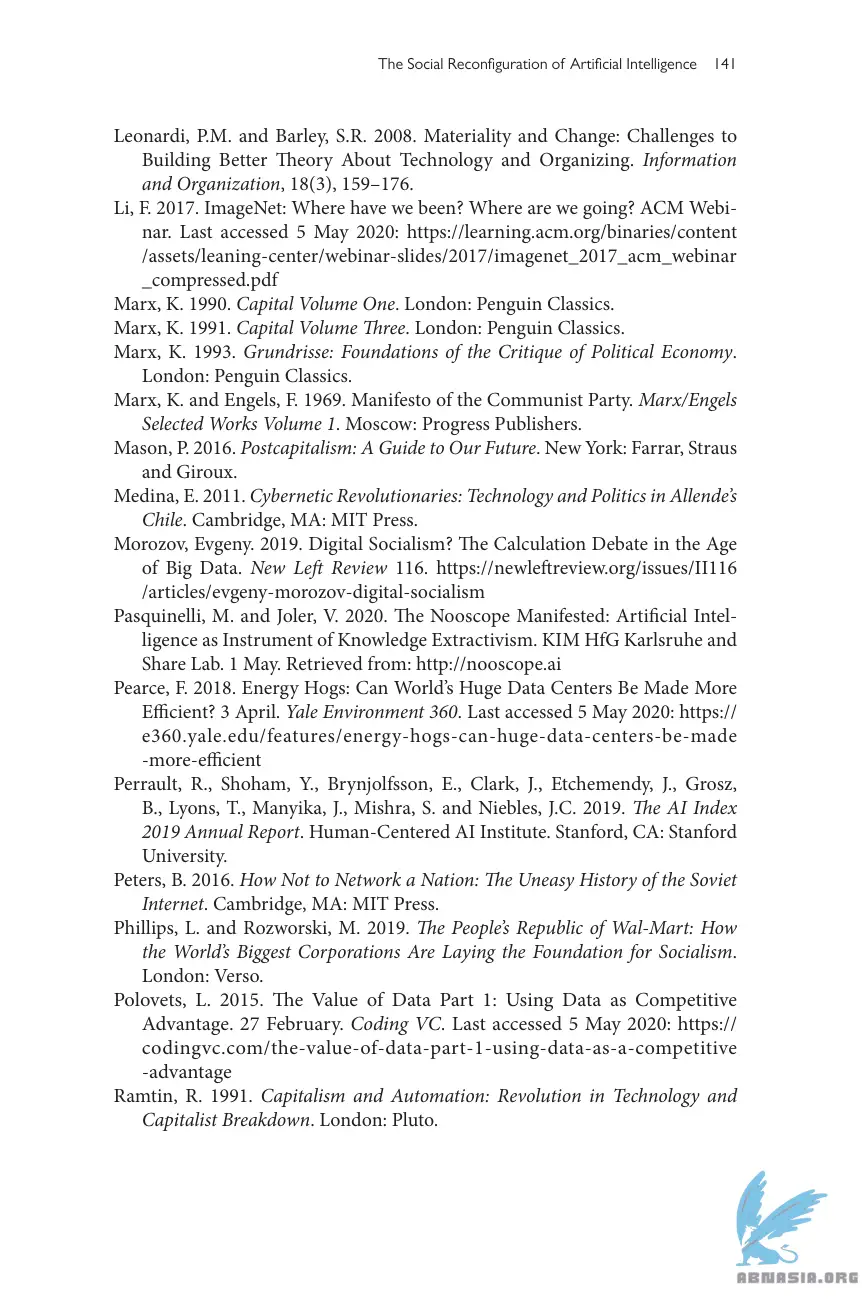 The Social Reconfiguration of Artificial Intelligence 141
Leonardi, P.M. and Barley, S.R. 2008. Materiality and Change: Challenges to
Building Better Theory About Technology and Organizing. Information
and Organization, 18(3), 159–176.
Li, F. 2017. ImageNet: Where have we been? Where are we going? ACM Webi-
nar. Last accessed 5 May 2020: https://learning.acm.org/binaries/content
/assets/leaning-center/webinar-slides/2017/imagenet_2017_acm_webinar
_compressed.pdf
Marx, K. 1990. Capital Volume One. London: Penguin Classics.
Marx, K. 1991. Capital Volume Three. London: Penguin Classics.
Marx, K. 1993. Grundrisse: Foundations of the Critique of Political Economy.
London: Penguin Classics.
Marx, K. and Engels, F. 1969. Manifesto of the Communist Party. Marx/Engels
Selected Works Volume 1. Moscow: Progress Publishers.
Mason, P. 2016. Postcapitalism: A Guide to Our Future. New York: Farrar, Straus
and Giroux.
Medina, E. 2011. Cybernetic Revolutionaries: Technology and Politics in Allende’s
Chile. Cambridge, MA: MIT Press.
Morozov, Evgeny. 2019. Digital Socialism? The Calculation Debate in the Age
of Big Data. New Left Review 116. https://newleftreview.org/issues/II116
/articles/evgeny-morozov-digital-socialism
Pasquinelli, M. and Joler, V. 2020. The Nooscope Manifested: Artificial Intel-
ligence as Instrument of Knowledge Extractivism. KIM HfG Karlsruhe and
Share Lab. 1 May. Retrieved from: http://nooscope.ai
Pearce, F. 2018. Energy Hogs: Can World’s Huge Data Centers Be Made More
Efficient? 3 April. Yale Environment 360. Last accessed 5 May 2020: https://
e360.yale.edu/features/energy-hogs-can-huge-data-centers-be-made
-more-efficient
Perrault, R., Shoham, Y., Brynjolfsson, E., Clark, J., Etchemendy, J., Grosz,
B., Lyons, T., Manyika, J., Mishra, S. and Niebles, J.C. 2019. The AI Index
2019 Annual Report. Human-Centered AI Institute. Stanford, CA: Stanford
University.
Peters, B. 2016. How Not to Network a Nation: The Uneasy History of the Soviet
Internet. Cambridge, MA: MIT Press.
Phillips, L. and Rozworski, M. 2019. The People’s Republic of Wal-Mart: How
the World’s Biggest Corporations Are Laying the Foundation for Socialism.
London: Verso.
Polovets, L. 2015. The Value of Data Part 1: Using Data as Competitive
Advantage. 27 February. Coding VC. Last accessed 5 May 2020: https://
codingvc.com/the-value-of-data-part-1-using-data-as-a-competitive
-advantage
Ramtin, R. 1991. Capitalism and Automation: Revolution in Technology and
Capitalist Breakdown. London: Pluto.
ABNASIA.ORG